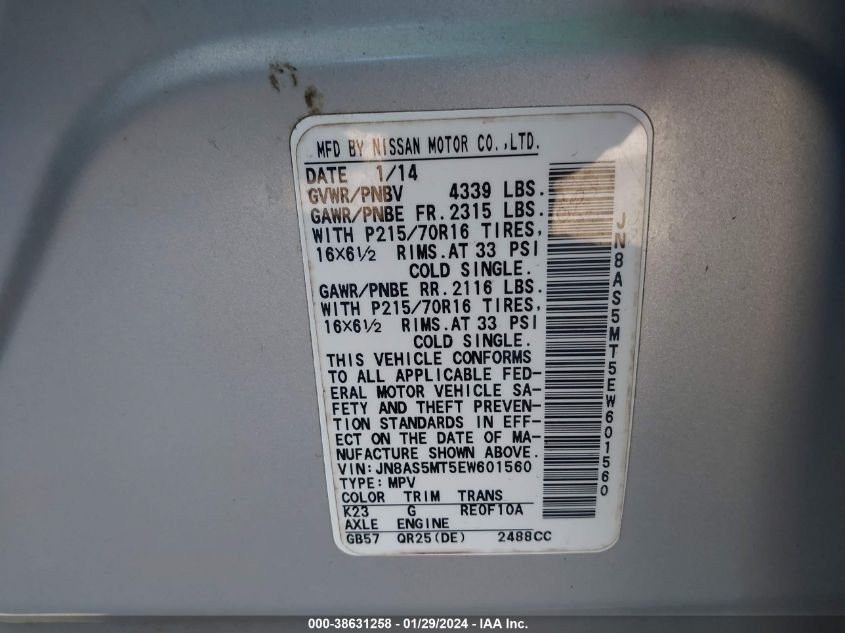 MFD BY NISSAN MOTOR CO.,LTD.
DATE 1/14
GVWR/PNBV 4339 LBS.
GAWR/PNBE FR. 2315 LBS.
WITH P215/70R16 TIRES,
16×6½ RIMS.AT 33 PSI
COLD SINGLE.
GAWR/PNBE RR. 2116 LBS.
WITH P215/70R16 TIRES,
16×6½ RIMS.AT 33 PSI
COLD SINGLE.
THIS VEHICLE CONFORMS
TO ALL APPLICABLE FED-
ERAL MOTOR VEHICLE SA-
FETY AND THEFT PREVEN-
TION STANDARDS IN EFF-
ECT ON THE DATE OF MA-
NUFACTURE SHOWN ABOVE.
VIN:JN8AS5MT5EW601560
TYPE: MPV
COLOR TRIM TRANS
K23 G RE0F10A
AXLE ENGINE
GB57 QR25(DE) 2488CC
JN8AS5MT5EW601560
000-38631258 - 01/29/2024 - IAA Inc.